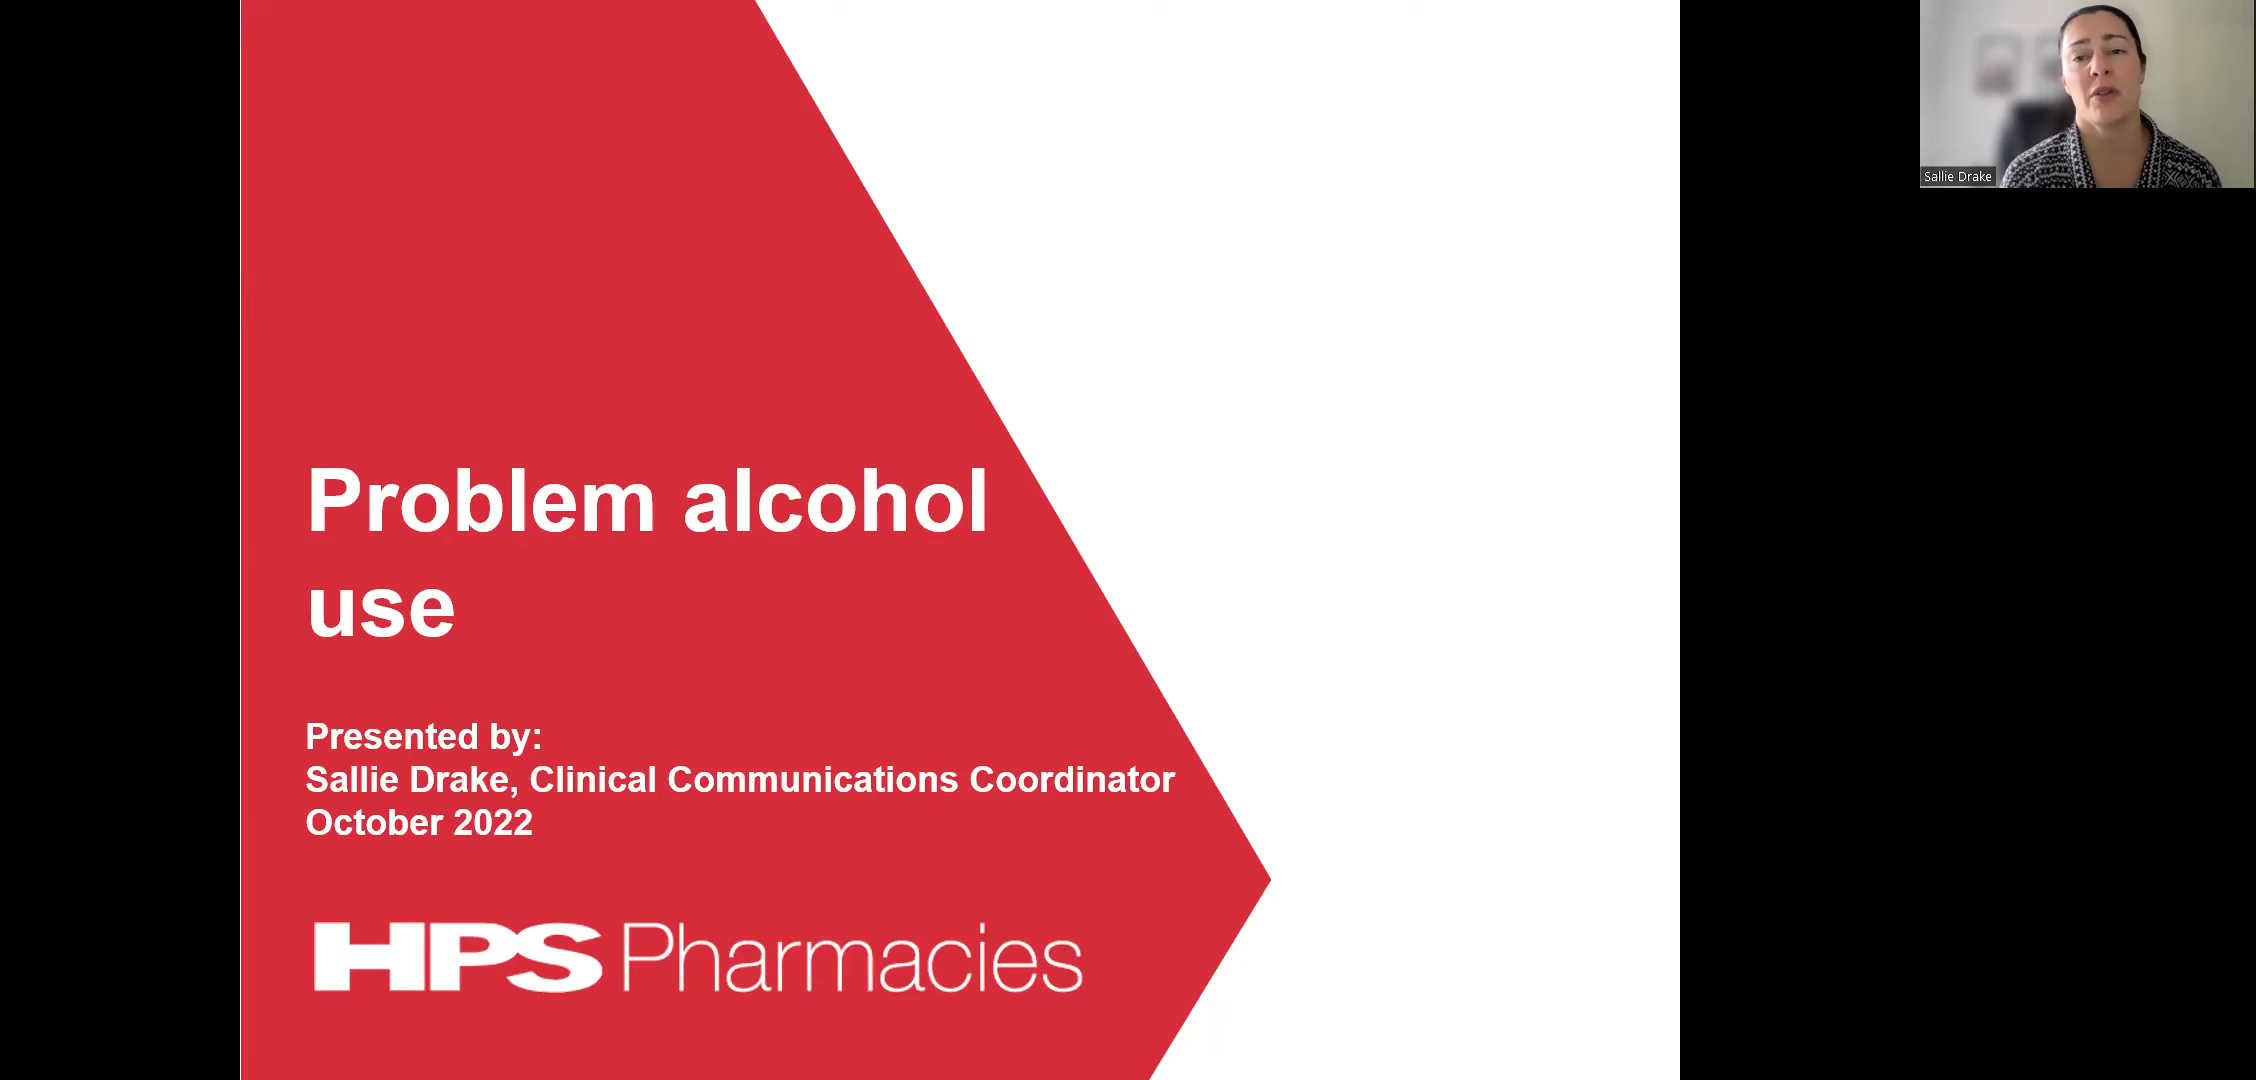 Problem alcohol
use
Presented by:
Sallie Drake, Clinical Communications Coordinator
October 2022
HPS Pharmacies
Sallie Drake